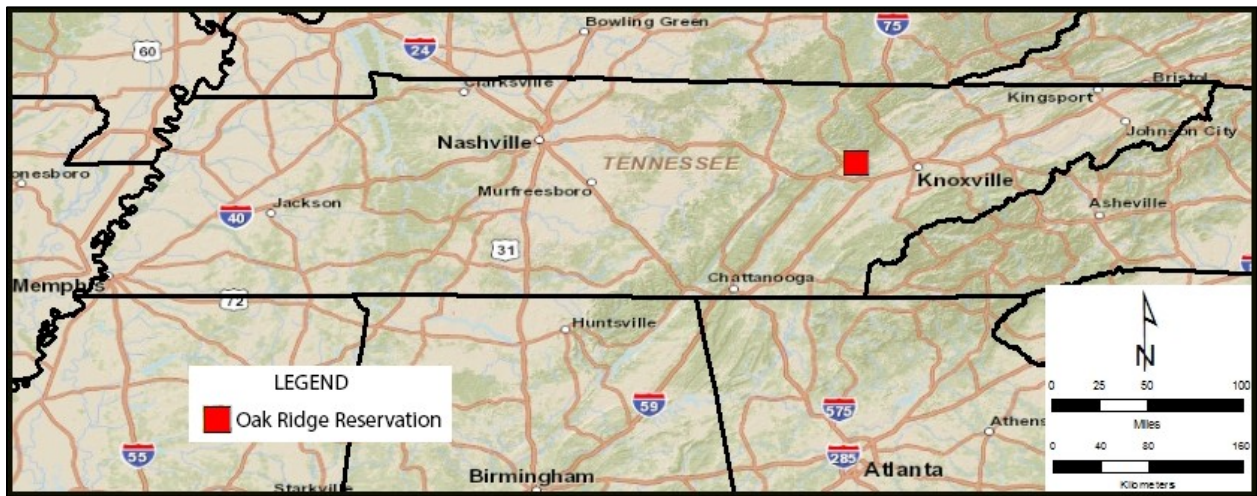 Bowling Green
75
60
24
Clarksville
Bristol
Kingsport
Nashville
Johnson City
TENNESSEE
Knoxville
onesboro
Murfreesboro
40
Jackson
Asheville
31
Chattanooga
Memphis
72
Huntsville
LEGEND
Oak Ridge Reservation
N
0 25 50 100
Miles
0 40 80 160
Kilometers
59
575
Athens
55
285
Atlanta
Birmingham
Starkville